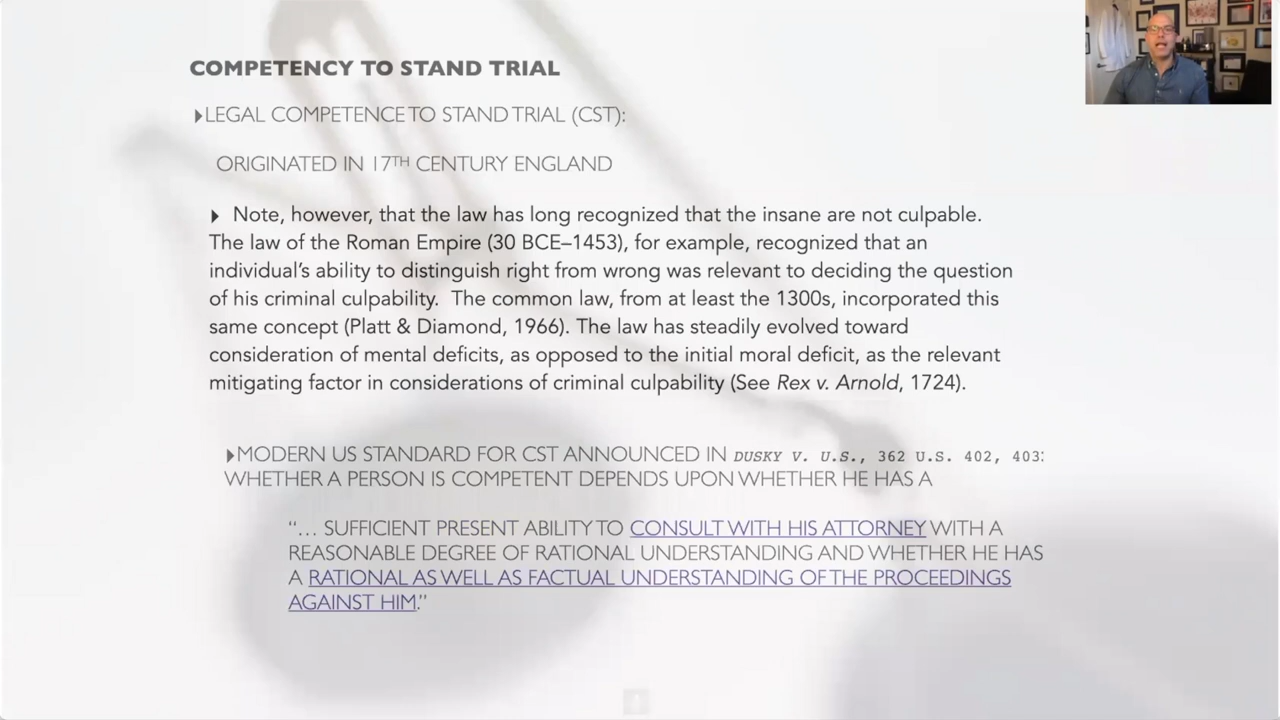 COMPETENCY TO STAND TRIAL
LEGAL COMPETENCE TO STAND TRIAL (CST):
ORIGINATED IN 17TH CENTURY ENGLAND
Note, however, that the law has long recognized that the insane are not culpable.
The law of the Roman Empire (30 BCE–1453), for example, recognized that an
individual's ability to distinguish right from wrong was relevant to deciding the question
of his criminal culpability. The common law, from at least the 1300s, incorporated this
same concept (Platt & Diamond, 1966). The law has steadily evolved toward
consideration of mental deficits, as opposed to the initial moral deficit, as the relevant
mitigating factor in considerations of criminal culpability (See Rex v. Arnold, 1724).
MODERN US STANDARD FOR CST ANNOUNCED IN DUSKY V. U.S., 362 U.S. 402, 403:
WHETHER A PERSON IS COMPETENT DEPENDS UPON WHETHER HE HAS A
“… SUFFICIENT PRESENT ABILITY TO CONSULT WITH HIS ATTORNEY WITH A
REASONABLE DEGREE OF RATIONAL UNDERSTANDING AND WHETHER HE HAS
A RATIONAL AS WELL AS FACTUAL UNDERSTANDING OF THE PROCEEDINGS
AGAINST HIM.”